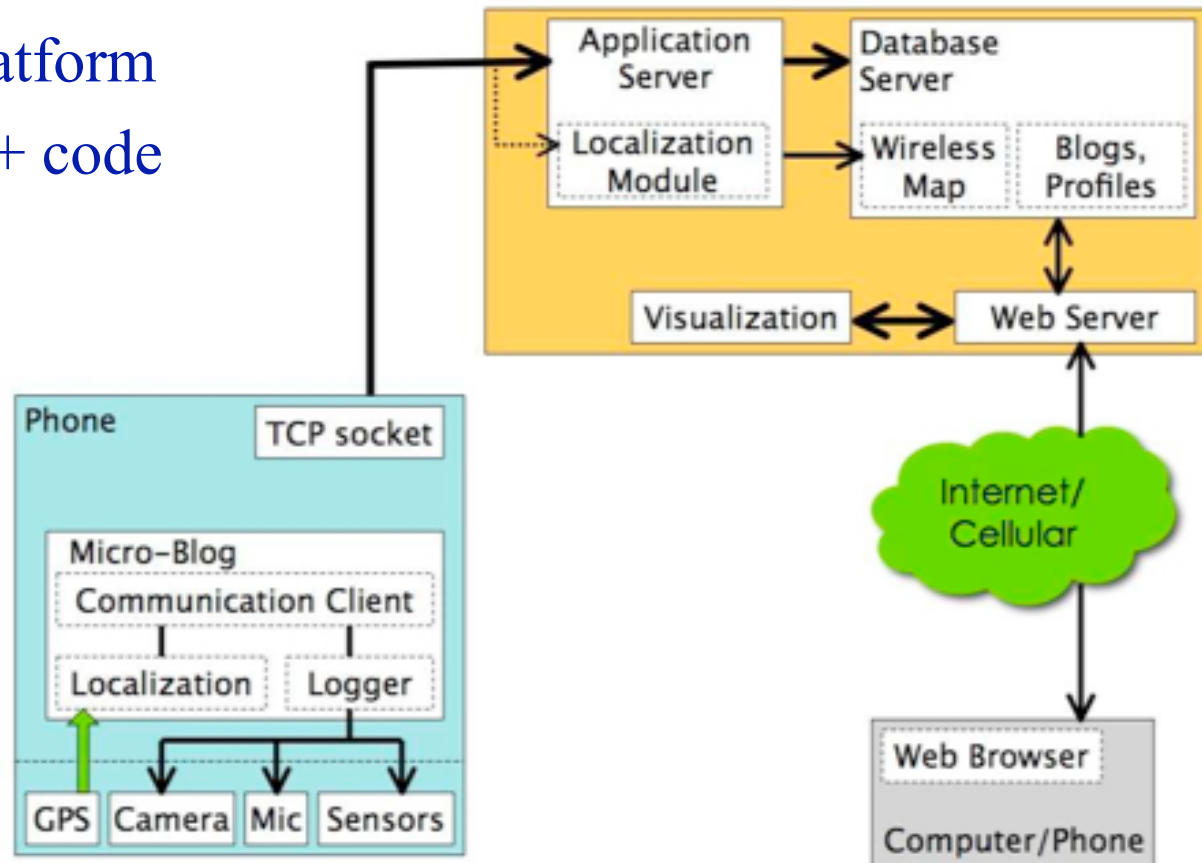 atform
+ code
Application
Server
Localization
Module
Database
Server
Wireless
Map
Blogs,
Profiles
Visualization
Web Server
Phone
TCP socket
Micro-Blog
Communication Client
Localization
Logger
GPS
Camera
Mic
Sensors
Internet/
Cellular
Web Browser
Computer/Phone